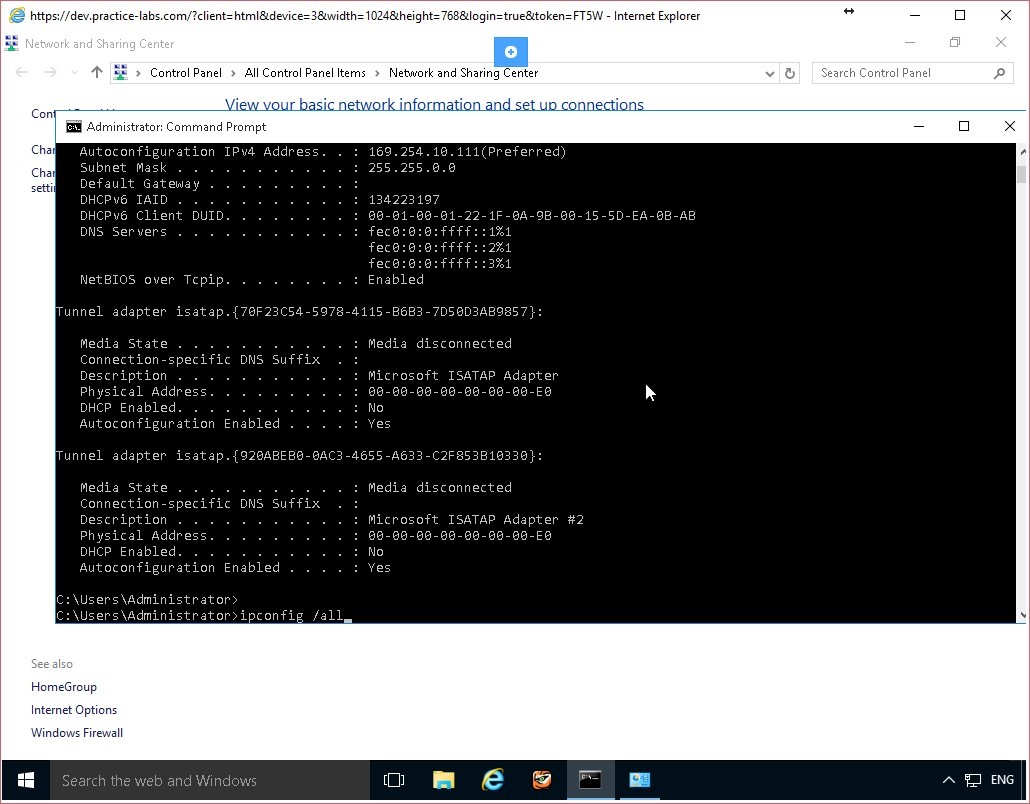 https://dev.practice-labs.com/?client=html&device=3&width=1024&height=768&login=true&token=FT5W - Internet Explorer
Network and Sharing Center
Control Panel > All Control Panel Items > Network and Sharing Center
Search Control Panel
View your basic network information and set up connections
Administrator: Command Prompt
Autoconfiguration IPv4 Address. . : 169.254.10.111(Preferred)
Subnet Mask . . . . . . . . . . . : 255.255.0.0
Default Gateway . . . . . . . . . :
DHCPv6 IAID . . . . . . . . . . . : 134223197
DHCPv6 Client DUID. . . . . . . . : 00-01-00-01-22-1F-0A-9B-00-15-5D-EA-0B-AB
DNS Servers . . . . . . . . . . . : fec0:0:0:ffff::1%1
fec0:0:0:ffff::2%1
fec0:0:0:ffff::3%1
NetBIOS over Tcpip. . . . . . . . : Enabled
Tunnel adapter isatap.{70F23C54-5978-4115-B6B3-7D50D3AB9857}:
Media State . . . . . . . . . . . : Media disconnected
Connection-specific DNS Suffix  . :
Description . . . . . . . . . . . : Microsoft ISATAP Adapter
Physical Address. . . . . . . . . : 00-00-00-00-00-00-00-E0
DHCP Enabled. . . . . . . . . . . : No
Autoconfiguration Enabled . . . . : Yes
Tunnel adapter isatap.{920ABEB0-0AC3-4655-A633-C2F853B10330}:
Media State . . . . . . . . . . . : Media disconnected
Connection-specific DNS Suffix  . :
Description . . . . . . . . . . . : Microsoft ISATAP Adapter #2
Physical Address. . . . . . . . . : 00-00-00-00-00-00-00-E0
DHCP Enabled. . . . . . . . . . . : No
Autoconfiguration Enabled . . . . : Yes
C:\Users\Administrator>
C:\Users\Administrator>ipconfig /all
See also
HomeGroup
Internet Options
Windows Firewall
Search the web and Windows
ENG